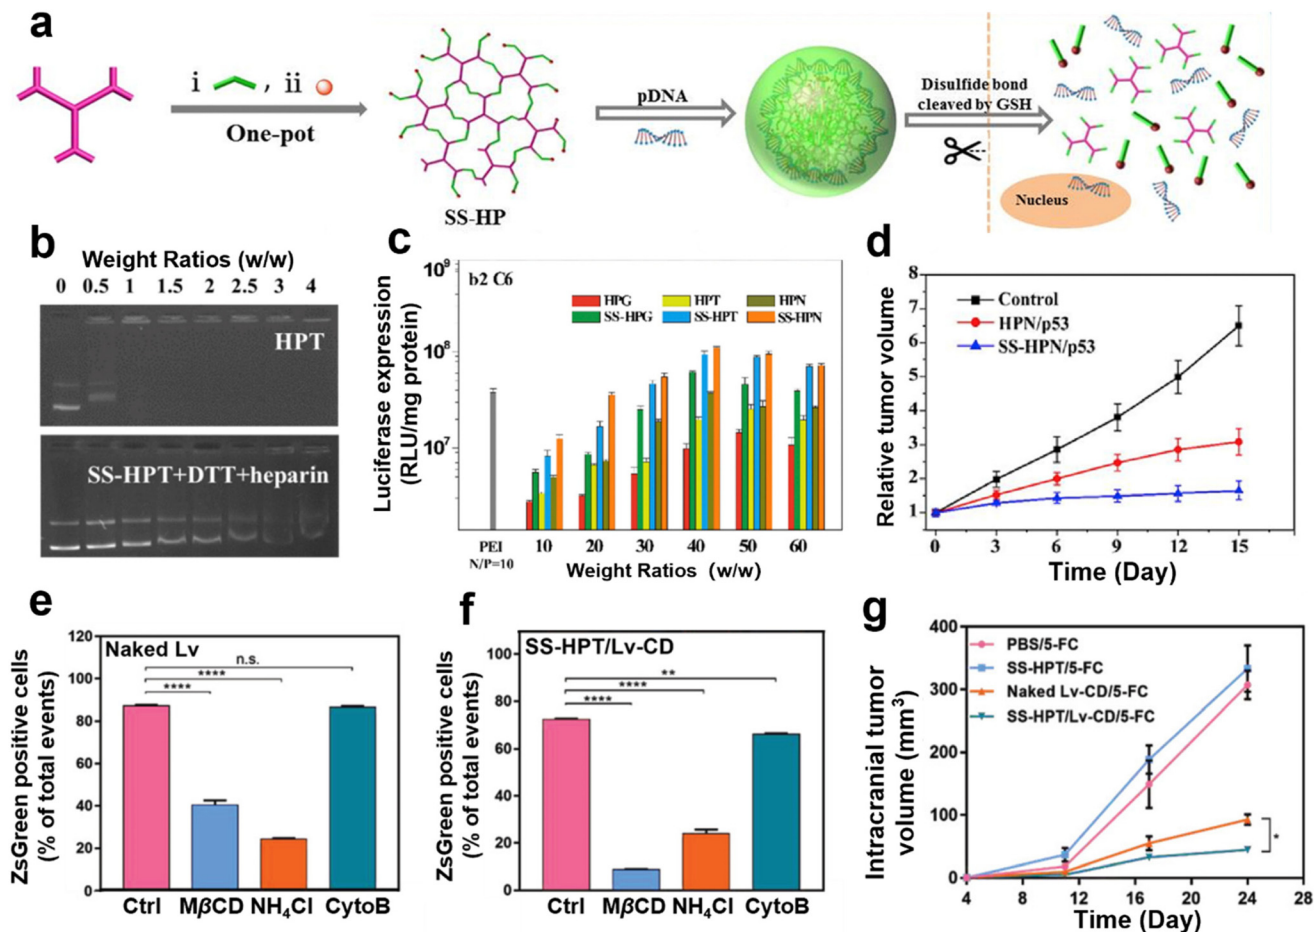 a
i , ii
One-pot
SS-HP
pDNA
Disulfide bond
cleaved by GSH
Nucleus
b
Weight Ratios (w/w)
0 0.5 1 1.5 2 2.5 3 4
HPT
SS-HPT+DTT+heparin
c
Luciferase expression
(RLU/mg protein)
10⁹
10⁸
10⁷
b2 C6
HPG HPT HPN
SS-HPG SS-HPT SS-HPN
PEI
N/P=10
10 20 30 40 50 60
Weight Ratios (w/w)
d
Relative tumor volume
8
7
6
5
4
3
2
1
Control
HPN/p53
SS-HPN/p53
0 3 6 9 12 15
Time (Day)
e
ZsGreen positive cells
(% of total events)
120
100
80
60
40
20
0
Naked Lv
n.s.
****
****
Ctrl MβCD NH₄Cl CytoB
f
ZsGreen positive cells
(% of total events)
100
80
60
40
20
0
SS-HPT/Lv-CD
**
****
****
Ctrl MβCD NH₄Cl CytoB
g
Intracranial tumor
volume (mm³)
400
300
200
100
0
PBS/5-FC
SS-HPT/5-FC
Naked Lv-CD/5-FC
SS-HPT/Lv-CD/5-FC
*
4 8 12 16 20 24 28
Time (Day)